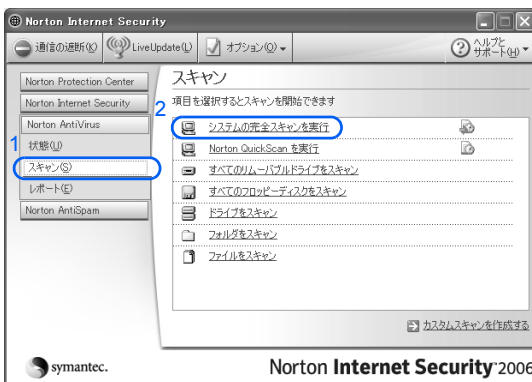 Norton Internet Security
通信の遮断(K)
LiveUpdate(L)
オプション(O)
ヘルプと
サポート(H)
Norton Protection Center
Norton Internet Security
Norton AntiVirus
1
状態(U)
スキャン(S)
レポート(E)
Norton AntiSpam
スキャン
項目を選択するとスキャンを開始できます
2
システムの完全スキャンを実行
Norton QuickScan を実行
すべてのリムーバブルドライブをスキャン
すべてのフロッピーディスクをスキャン
ドライブをスキャン
フォルダをスキャン
ファイルをスキャン
カスタムスキャンを作成する
symantec.
Norton Internet Security 2006